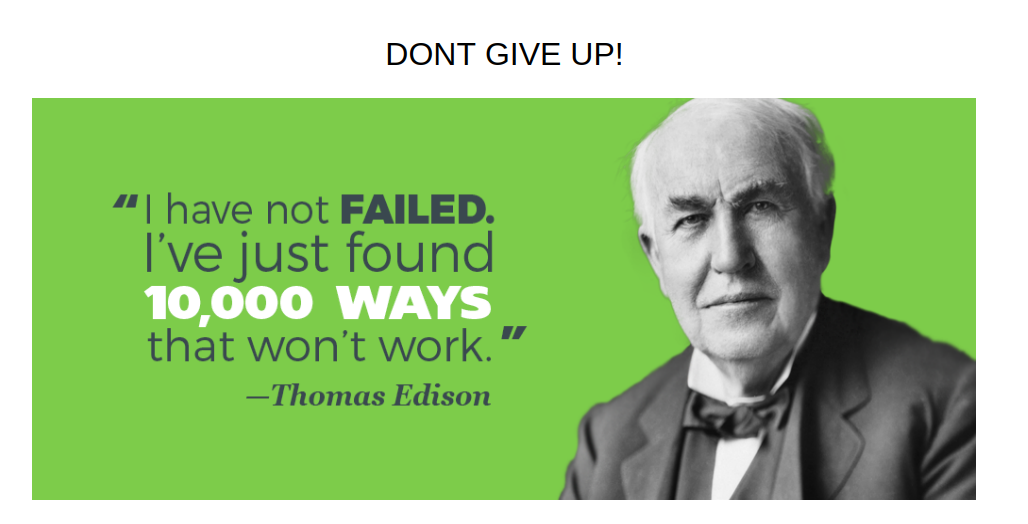 DONT GIVE UP!
“I have not FAILED.
I’ve just found
10,000 WAYS
that won’t work.”
—Thomas Edison